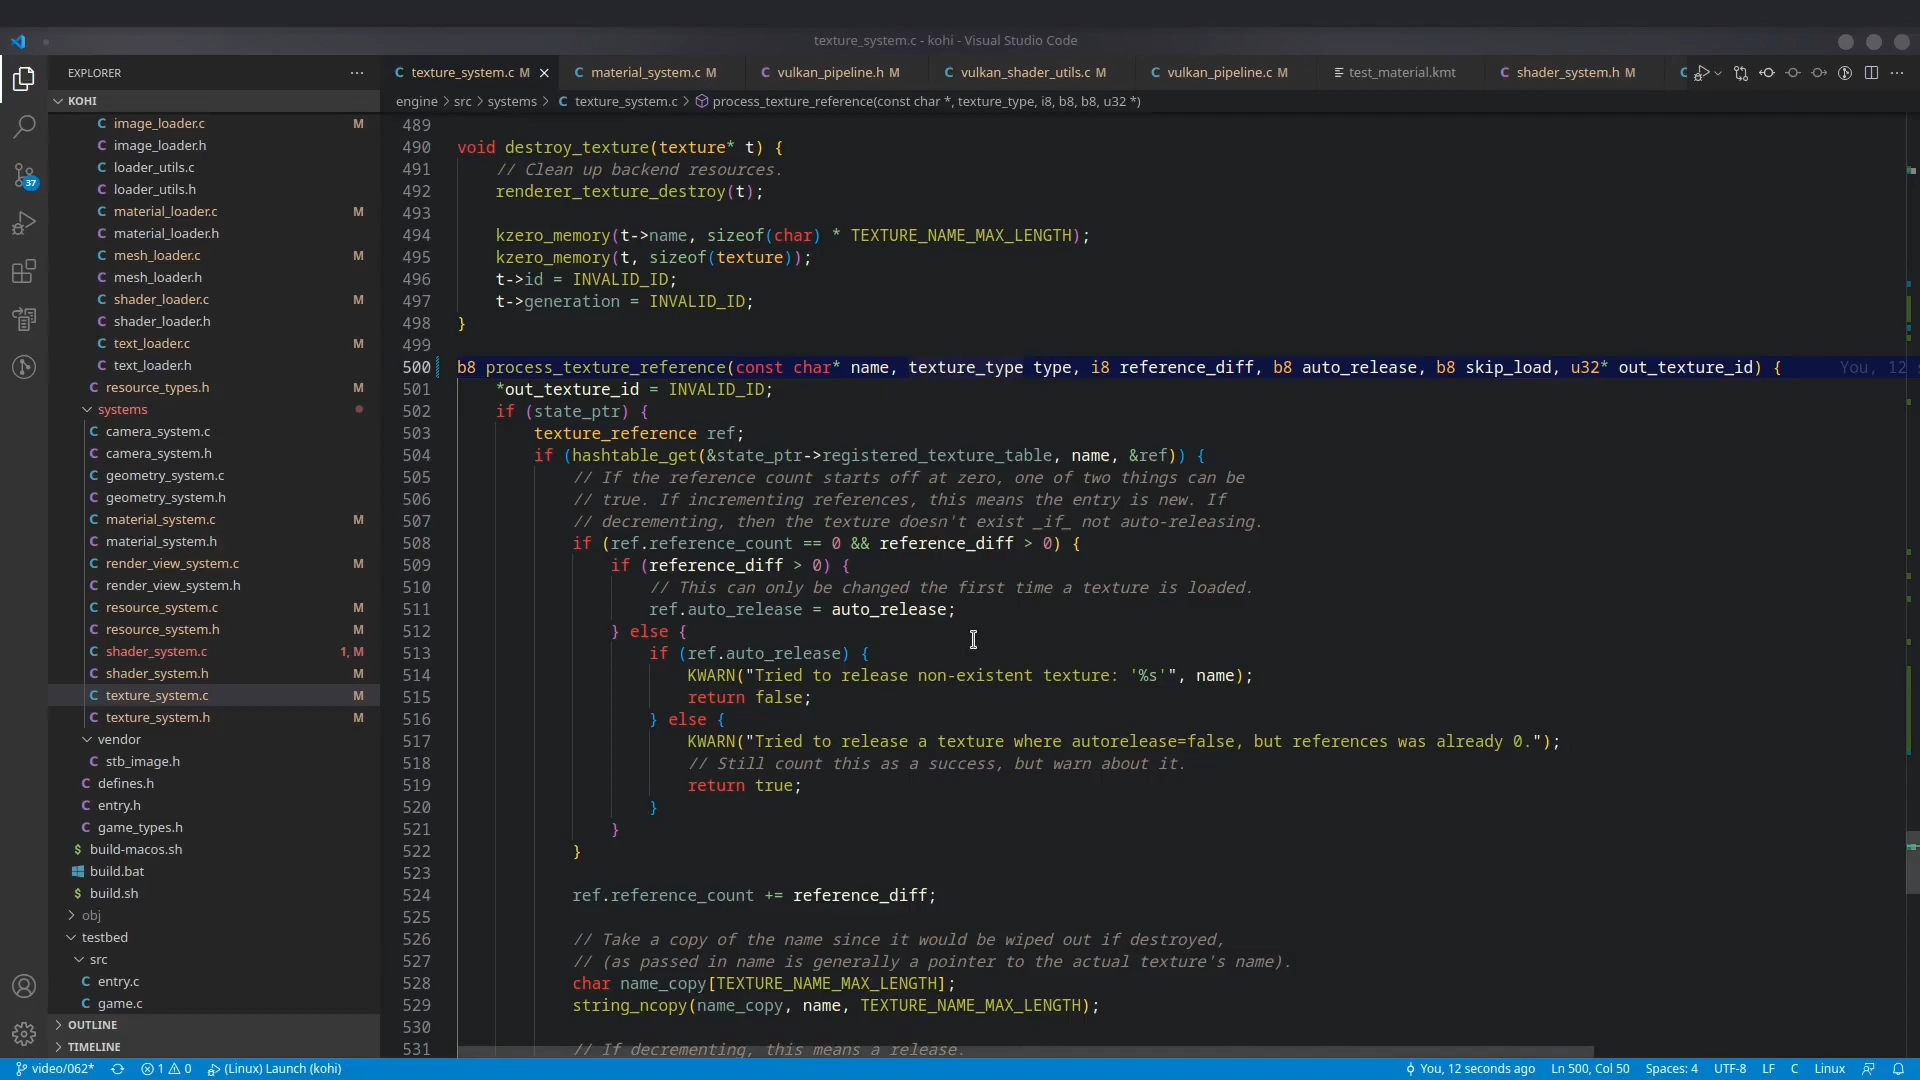 texture_system.c - kohi - Visual Studio Code
EXPLORER
texture_system.c M
material_system.c M
vulkan_pipeline.h M
vulkan_shader_utils.c M
vulkan_pipeline.c M
test_material.kmt
shader_system.h M
C
KOHI
engine > src > systems > C texture_system.c > process_texture_reference(const char *, texture_type, i8, b8, b8, u32 *)
C image_loader.c M
C image_loader.h
C loader_utils.c
C loader_utils.h
C material_loader.c M
C material_loader.h
C mesh_loader.c M
C mesh_loader.h
C shader_loader.c M
C shader_loader.h
C text_loader.c M
C text_loader.h
C resource_types.h M
systems
C camera_system.c
C camera_system.h
C geometry_system.c
C geometry_system.h
C material_system.c M
C material_system.h
C render_view_system.c M
C render_view_system.h
C resource_system.c M
C resource_system.h M
C shader_system.c 1, M
C shader_system.h M
C texture_system.c M
C texture_system.h M
vendor
C stb_image.h
C defines.h
C entry.h
C game_types.h
$ build-macos.sh
build.bat
$ build.sh
obj
testbed
src
C entry.c
C game.c
OUTLINE
TIMELINE
37
489
490 void destroy_texture(texture* t) {
491 // Clean up backend resources.
492 renderer_texture_destroy(t);
493
494 kzero_memory(t->name, sizeof(char) * TEXTURE_NAME_MAX_LENGTH);
495 kzero_memory(t, sizeof(texture));
496 t->id = INVALID_ID;
497 t->generation = INVALID_ID;
498 }
499
500 b8 process_texture_reference(const char* name, texture_type type, i8 reference_diff, b8 auto_release, b8 skip_load, u32* out_texture_id) { You, 12 s
501 *out_texture_id = INVALID_ID;
502 if (state_ptr) {
503 texture_reference ref;
504 if (hashtable_get(&state_ptr->registered_texture_table, name, &ref)) {
505 // If the reference count starts off at zero, one of two things can be
506 // true. If incrementing references, this means the entry is new. If
507 // decrementing, then the texture doesn't exist _if_ not auto-releasing.
508 if (ref.reference_count == 0 && reference_diff > 0) {
509 if (reference_diff > 0) {
510 // This can only be changed the first time a texture is loaded.
511 ref.auto_release = auto_release;
512 } else {
513 if (ref.auto_release) {
514 KWARN("Tried to release non-existent texture: '%s'", name);
515 return false;
516 } else {
517 KWARN("Tried to release a texture where autorelease=false, but references was already 0.");
518 // Still count this as a success, but warn about it.
519 return true;
520 }
521 }
522 }
523
524 ref.reference_count += reference_diff;
525
526 // Take a copy of the name since it would be wiped out if destroyed,
527 // (as passed in name is generally a pointer to the actual texture's name).
528 char name_copy[TEXTURE_NAME_MAX_LENGTH];
529 string_ncopy(name_copy, name, TEXTURE_NAME_MAX_LENGTH);
530
531 // If decrementing, this means a release.
video/062* 1 0 (Linux) Launch (kohi) You, 12 seconds ago Ln 500, Col 50 Spaces: 4 UTF-8 LF C Linux